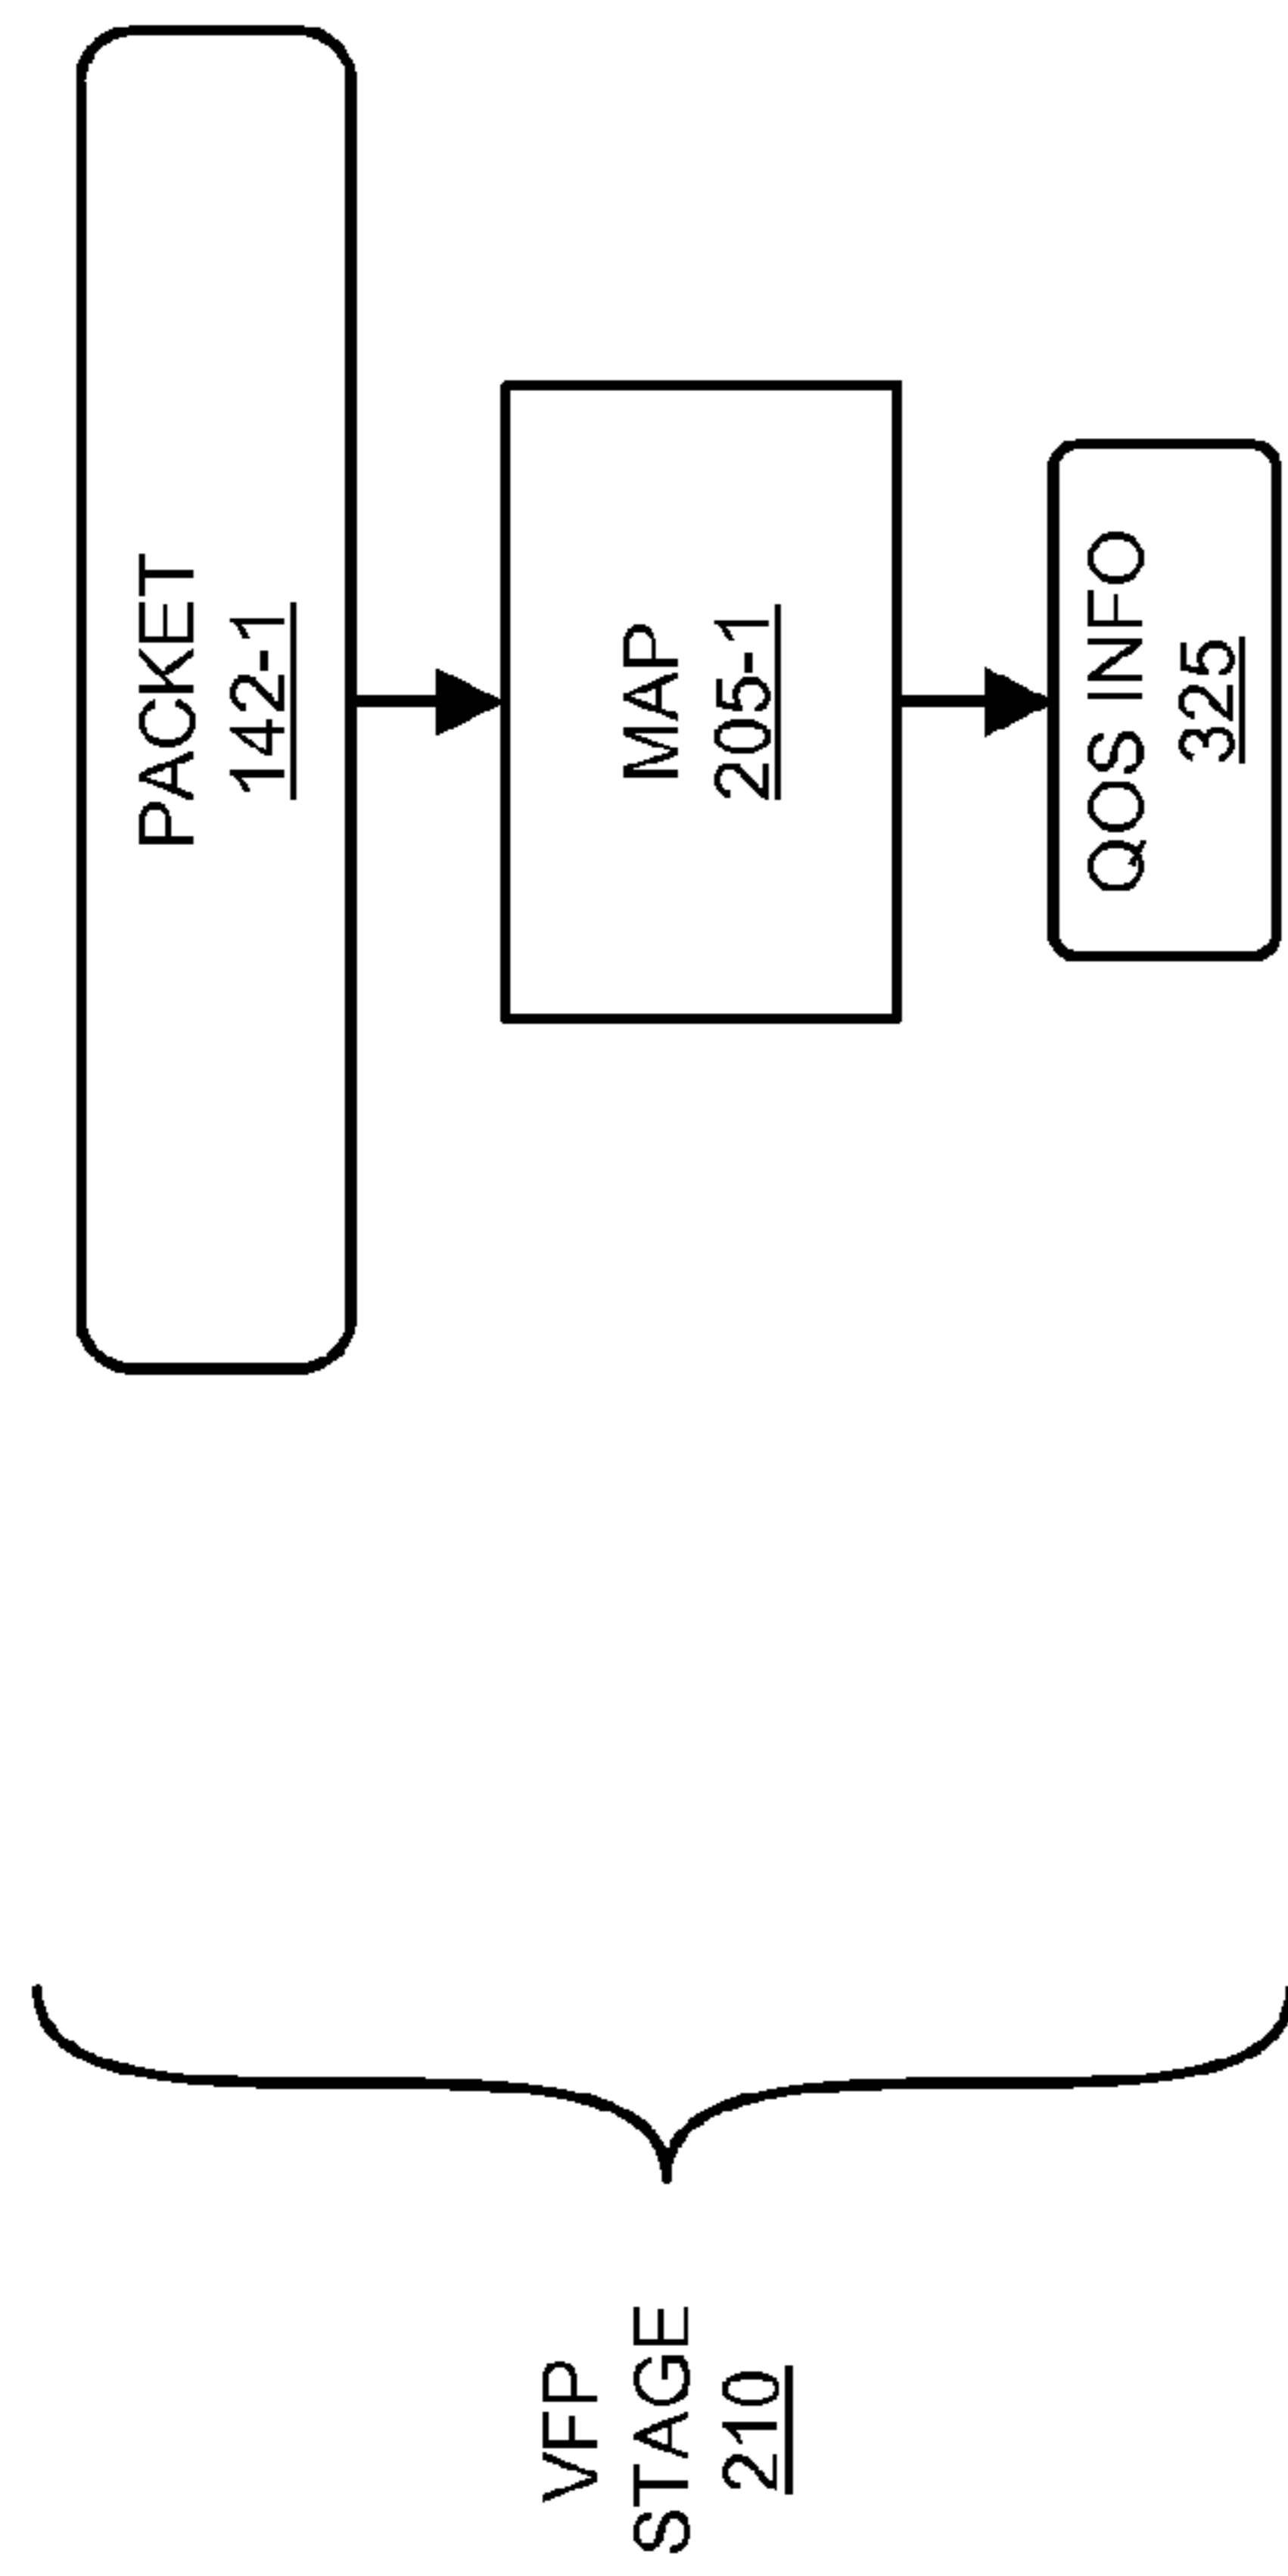 PACKET
142-1
MAP
205-1
QOS INFO
325
VFP
STAGE
210